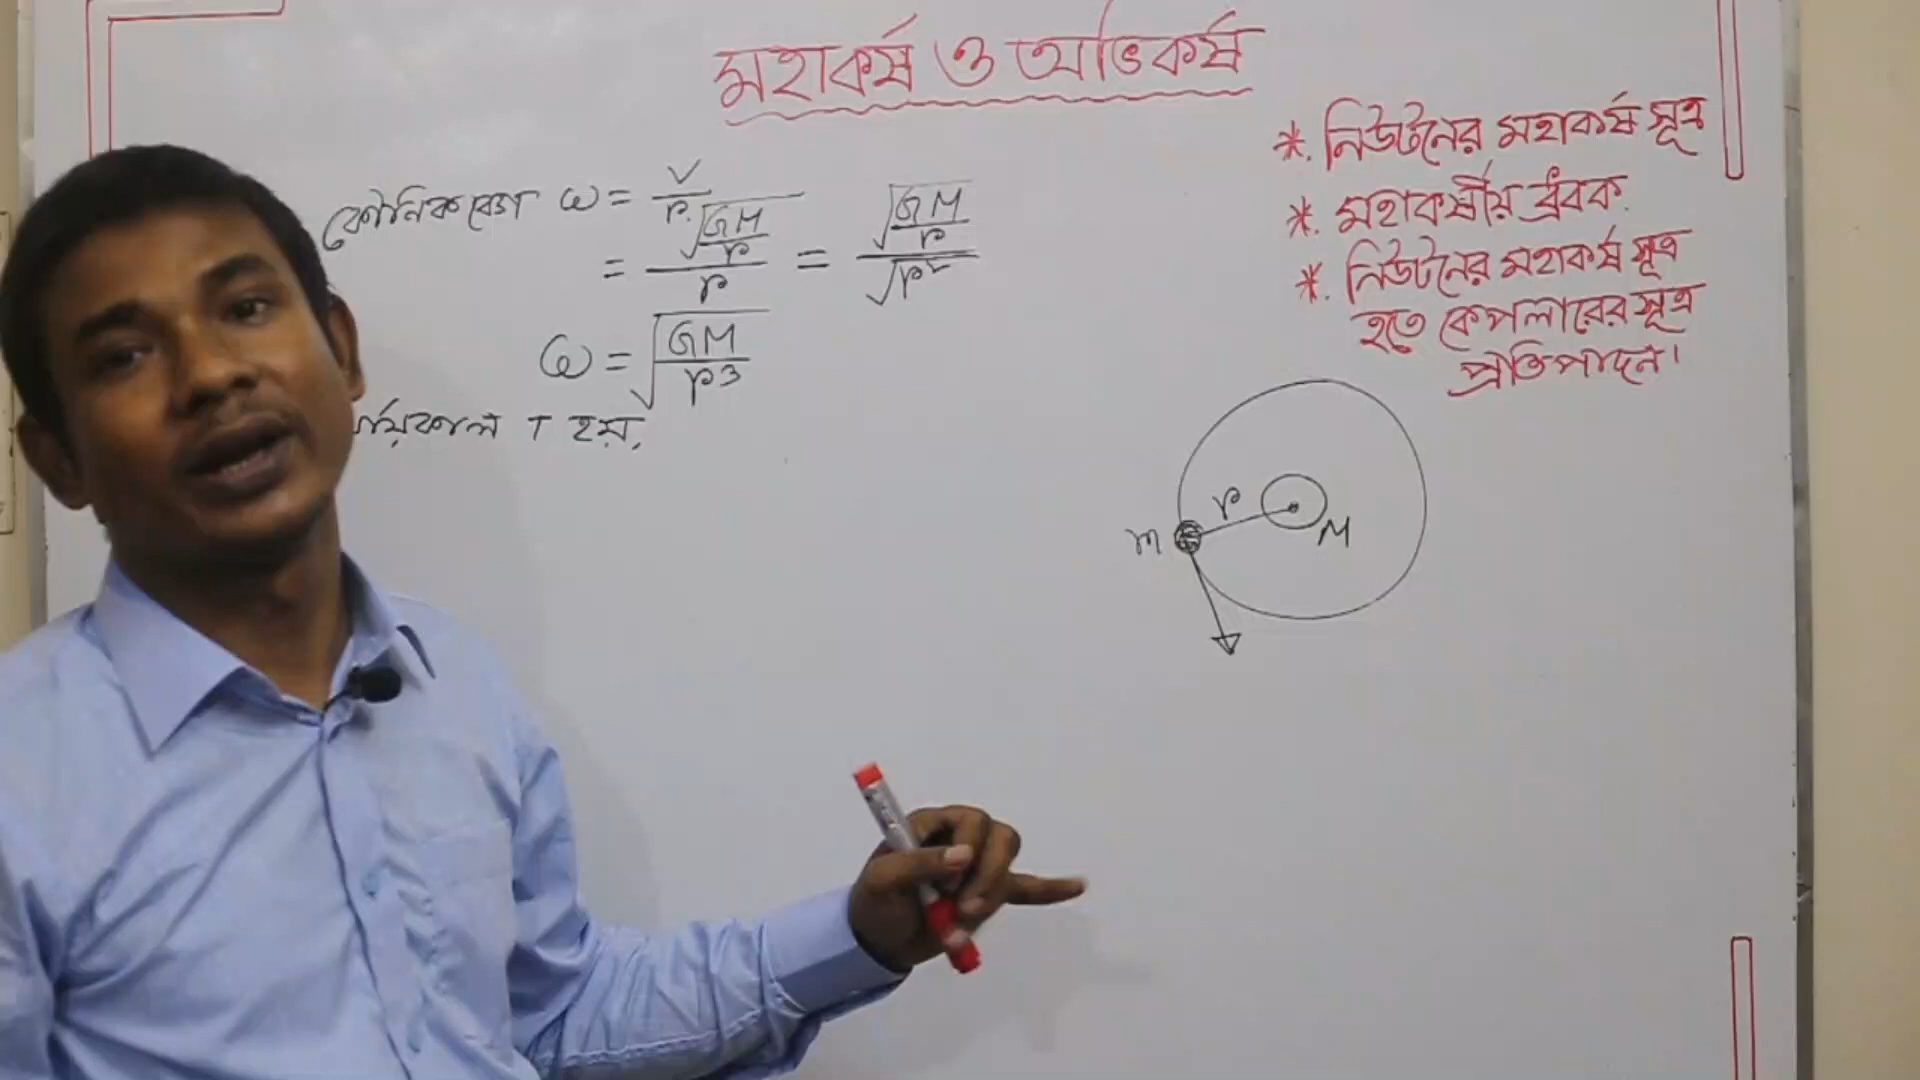 মহাকর্ষ ও অভিকর্ষ
*. নিউটনের মহাকর্ষ সূত্র
*. মহাকর্ষীয় ধ্রুবক.
*. নিউটনের মহাকর্ষ সূত্র
হতে কেপলারের সূত্র
প্রতিপাদন।
কৌনিক বেগ ω = V/r
= √(GM/r) / r = √(GM/r) / √r²
ω = √(GM/r³)
T হয়,
m r M